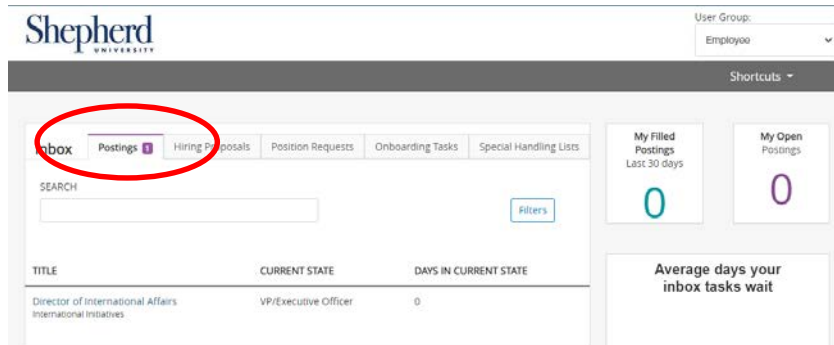 Shepherd
UNIVERSITY
User Group:
Employee
Shortcuts
Inbox
Postings 1
Hiring Proposals
Position Requests
Onboarding Tasks
Special Handling Lists
SEARCH
Filters
TITLE
CURRENT STATE
DAYS IN CURRENT STATE
Director of International Affairs
VP/Executive Officer
0
International Initiatives
My Filled
Postings
Last 30 days
0
My Open
Postings
0
Average days your
inbox tasks wait